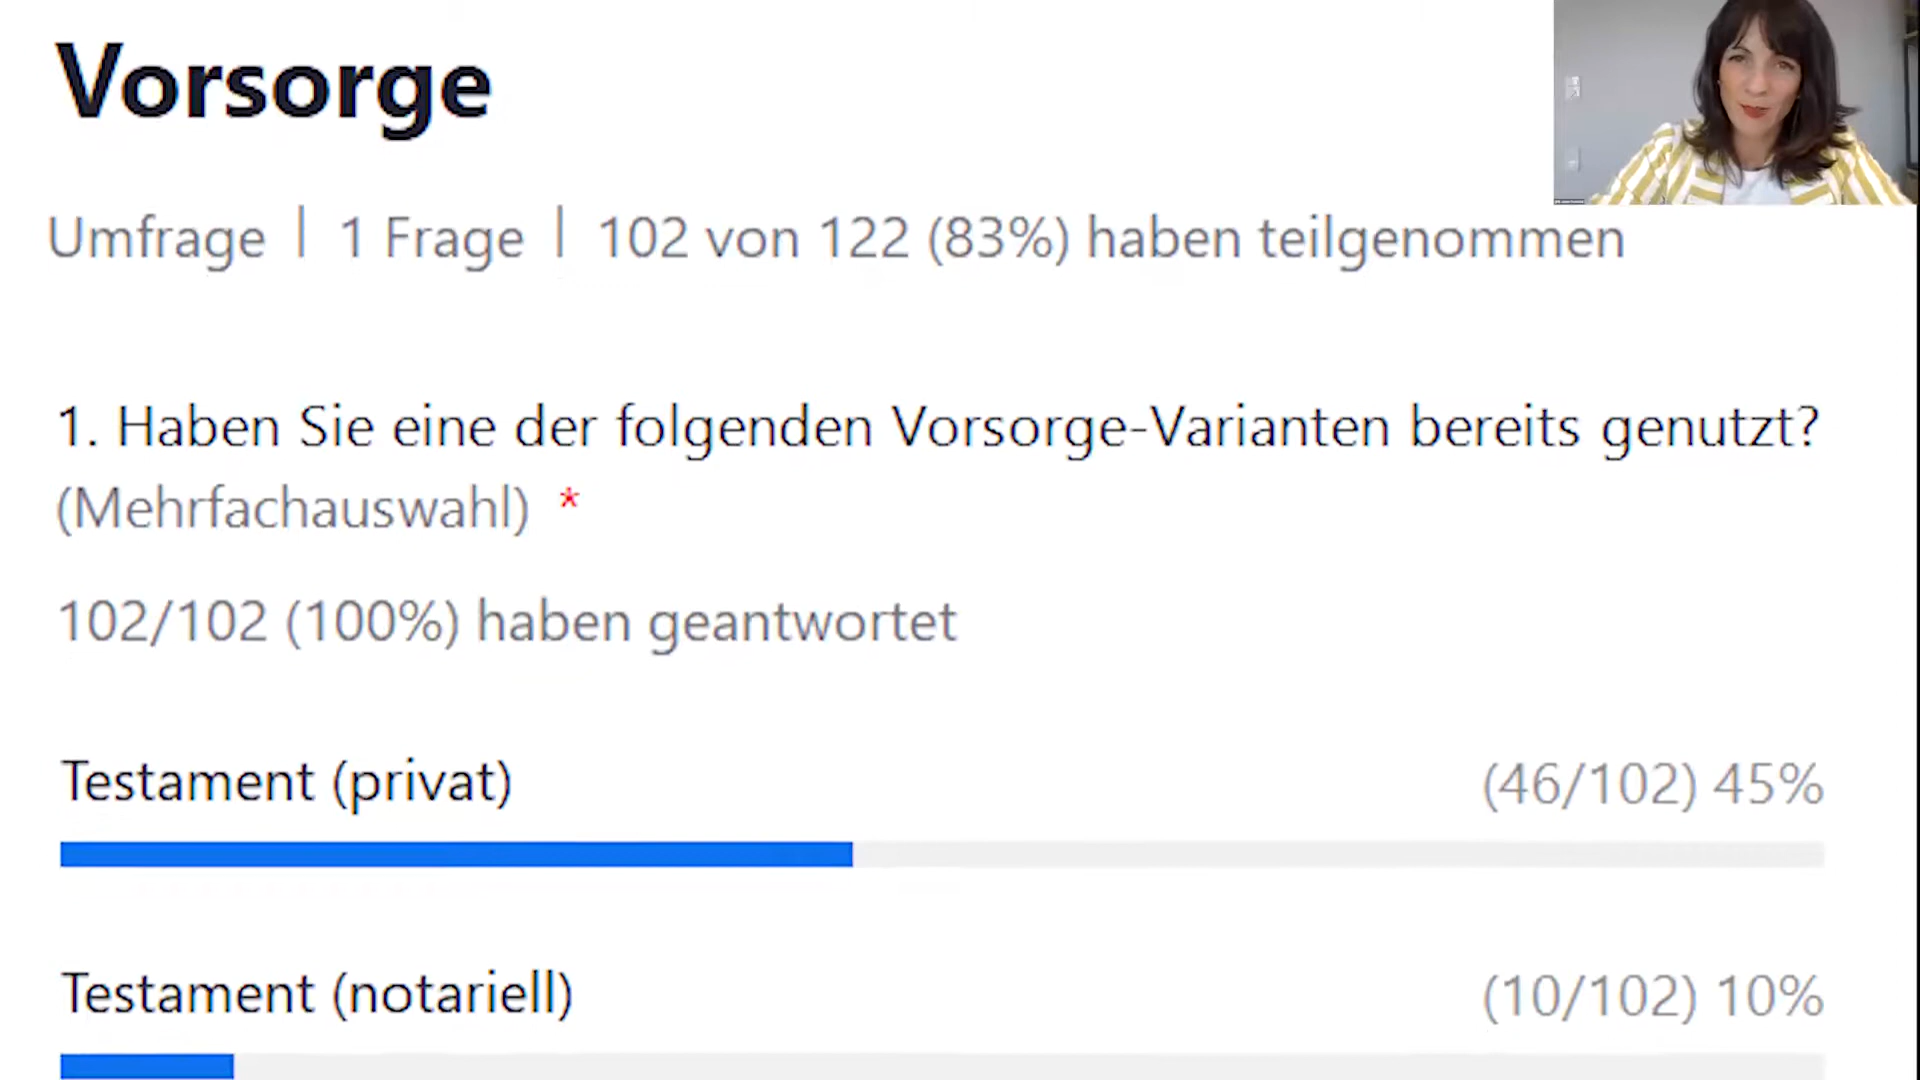 Vorsorge
Umfrage | 1 Frage | 102 von 122 (83%) haben teilgenommen
1. Haben Sie eine der folgenden Vorsorge-Varianten bereits genutzt?
(Mehrfachauswahl) *
102/102 (100%) haben geantwortet
Testament (privat) (46/102) 45%
Testament (notariell) (10/102) 10%